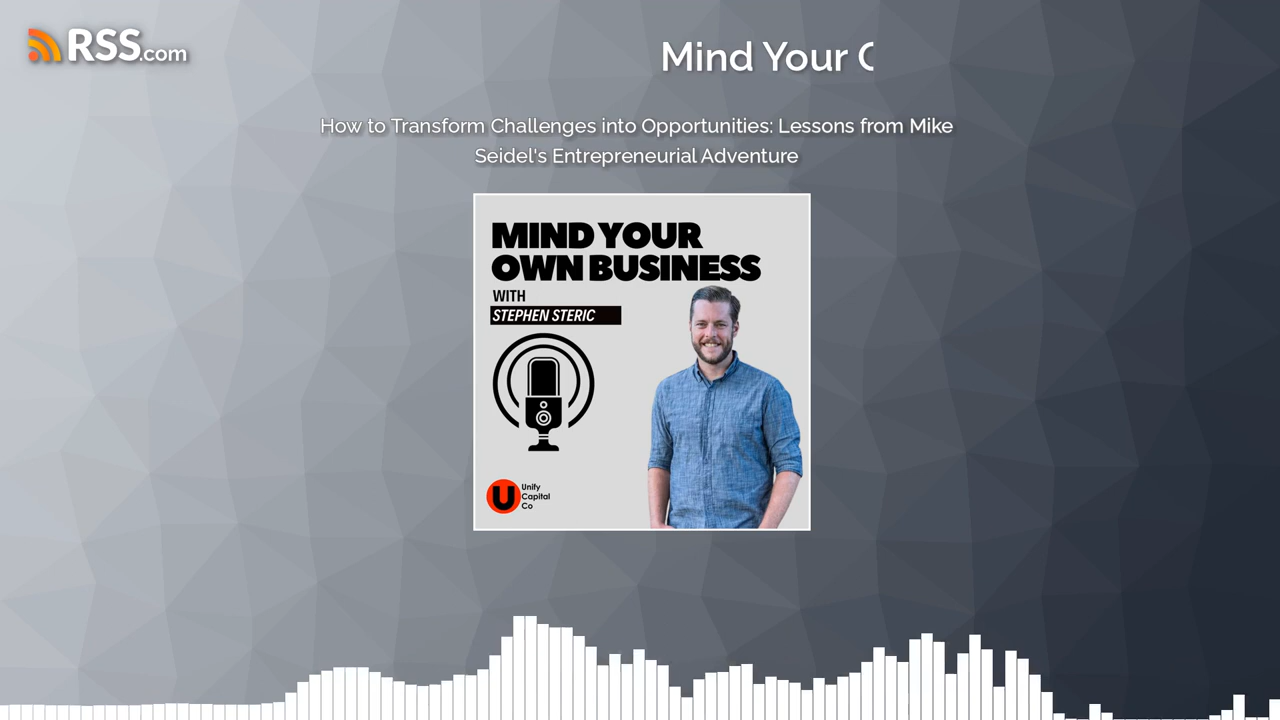 RSS.com
Mind Your
How to Transform Challenges into Opportunities: Lessons from Mike
Seidel's Entrepreneurial Adventure
MIND YOUR
OWN BUSINESS
WITH
STEPHEN STERIC
U
Unify
Capital
Co